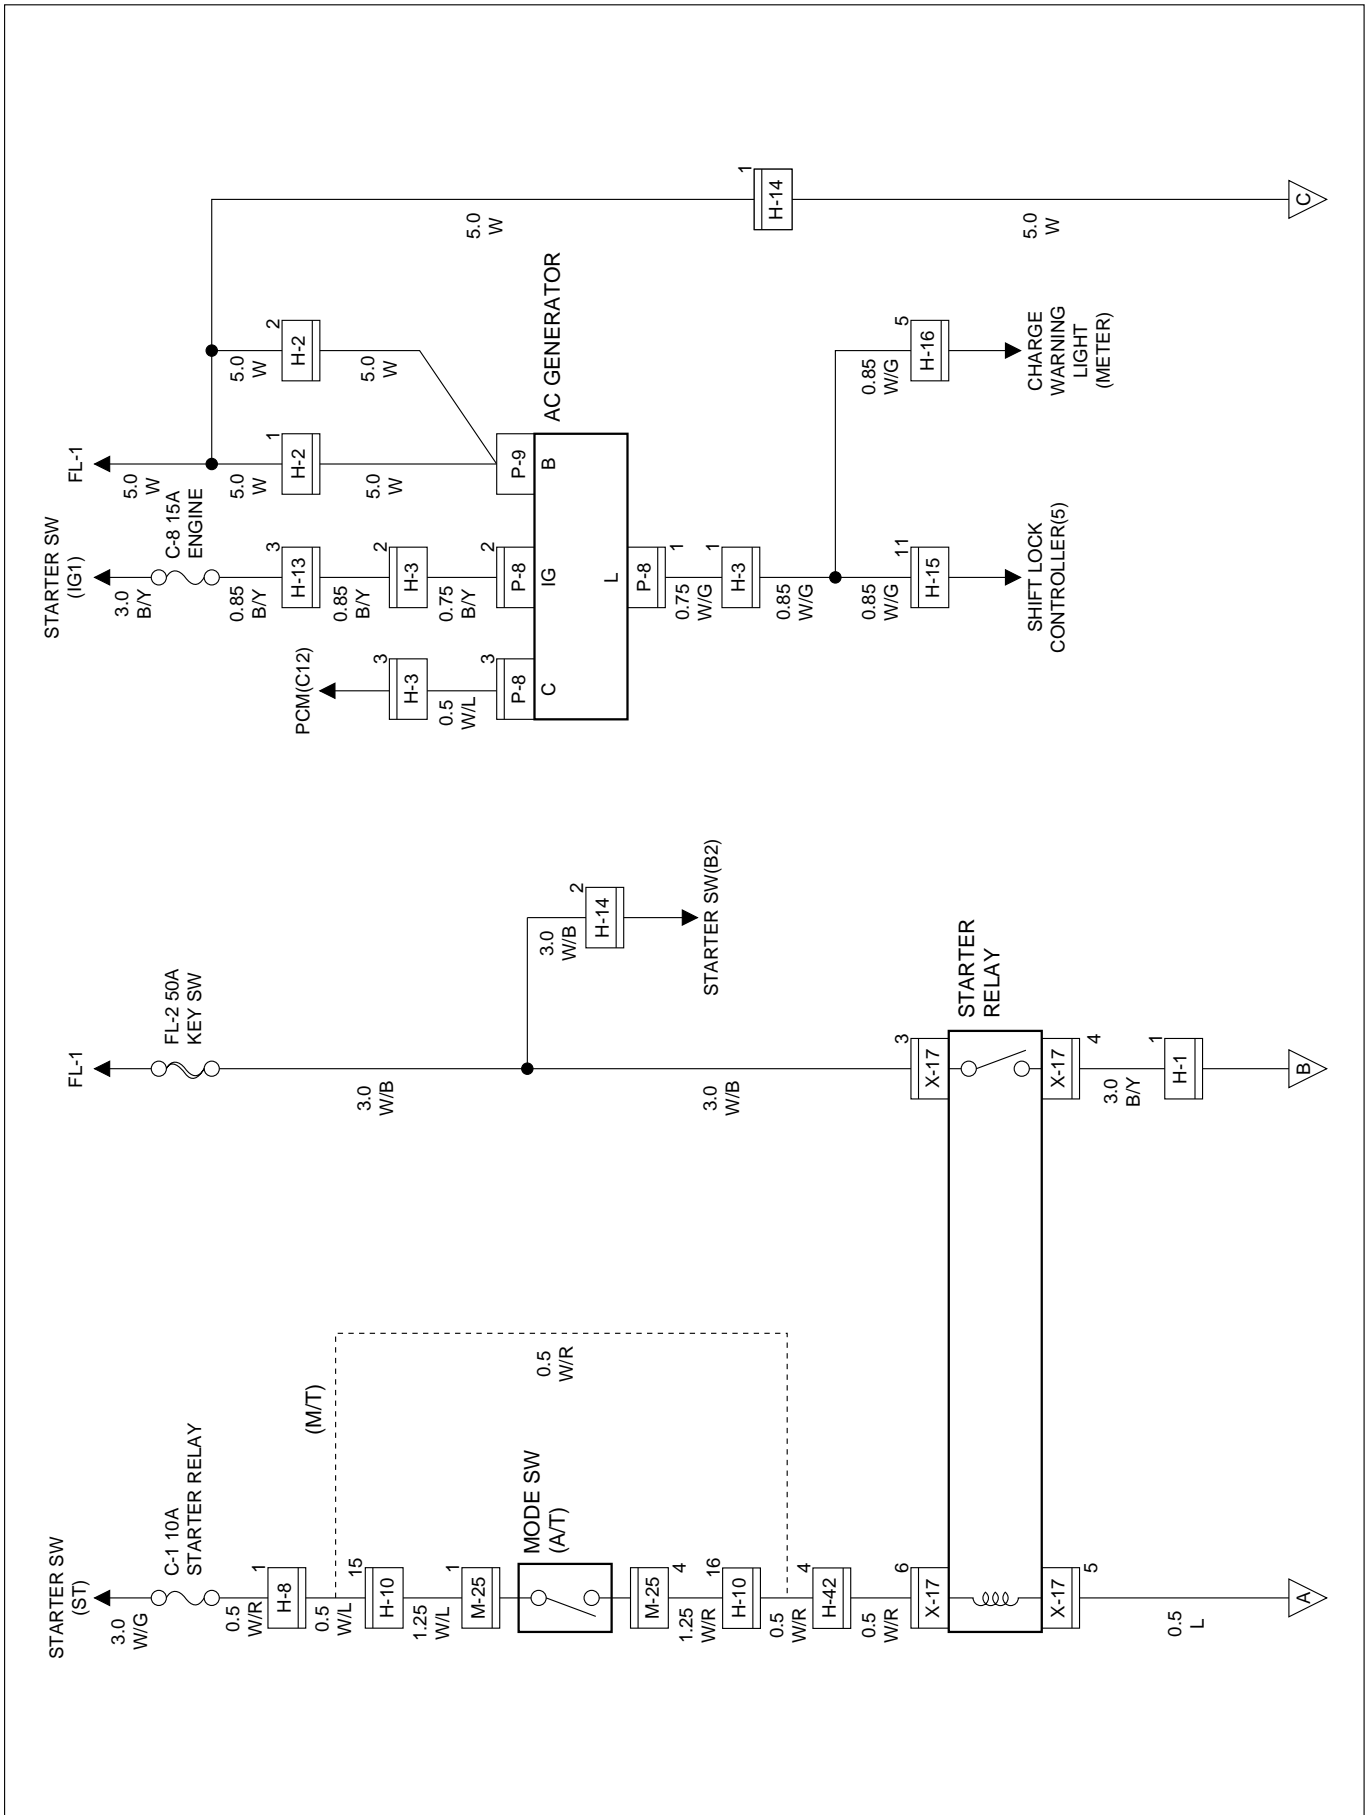 STARTER SW
(ST)
3.0
W/G
C-1 10A
STARTER RELAY
0.5
W/R
1
H-8
0.5
W/L
(M/T)
0.5
W/R
15
H-10
1.25
W/L
1
M-25
MODE SW
(A/T)
M-25
4
1.25
W/R
16
H-10
0.5
W/R
4
H-42
0.5
W/R
6
X-17
X-17
5
0.5
L
A
FL-1
FL-2 50A
KEY SW
3.0
W/B
3.0
W/B
2
H-14
STARTER SW(B2)
3.0
W/B
3
X-17
STARTER
RELAY
X-17
4
3.0
B/Y
1
H-1
B
PCM(C12)
3
H-3
0.5
W/L
3
P-8
C
STARTER SW
(IG1)
3.0
B/Y
C-8 15A
ENGINE
0.85
B/Y
3
H-13
0.85
B/Y
2
H-3
0.75
B/Y
2
P-8
IG
FL-1
5.0
W
5.0
W
1
H-2
5.0
W
P-9
B
5.0
W
2
H-2
5.0
W
AC GENERATOR
L
P-8
1
0.75
W/G
1
H-3
0.85
W/G
0.85
W/G
11
H-15
SHIFT LOCK
CONTROLLER(5)
0.85
W/G
5
H-16
CHARGE
WARNING
LIGHT
(METER)
5.0
W
1
H-14
5.0
W
C